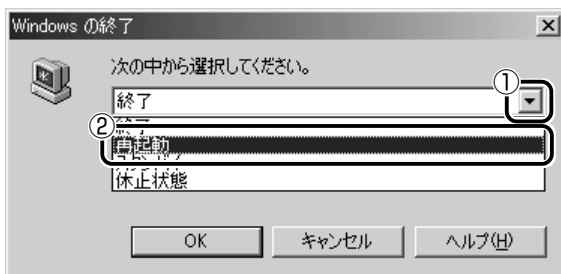 Windows の終了
次の中から選択してください。
①
終了
②
再起動
休止状態
OK
キャンセル
ヘルプ(H)